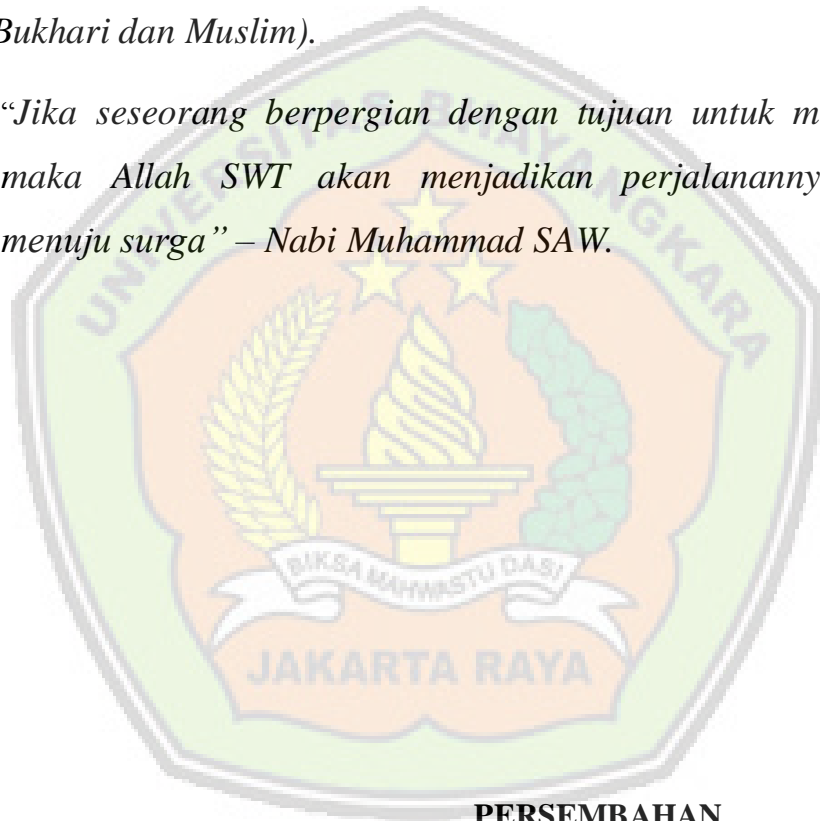 Bukhari dan Muslim).
“Jika seseorang berpergian dengan tujuan untuk m
maka Allah SWT akan menjadikan perjalananny
menuju surga” – Nabi Muhammad SAW.
UNIVERSITAS BHAYANGKARA
BIKSA MAHWASTU DASI
JAKARTA RAYA
PERSEMBAHAN